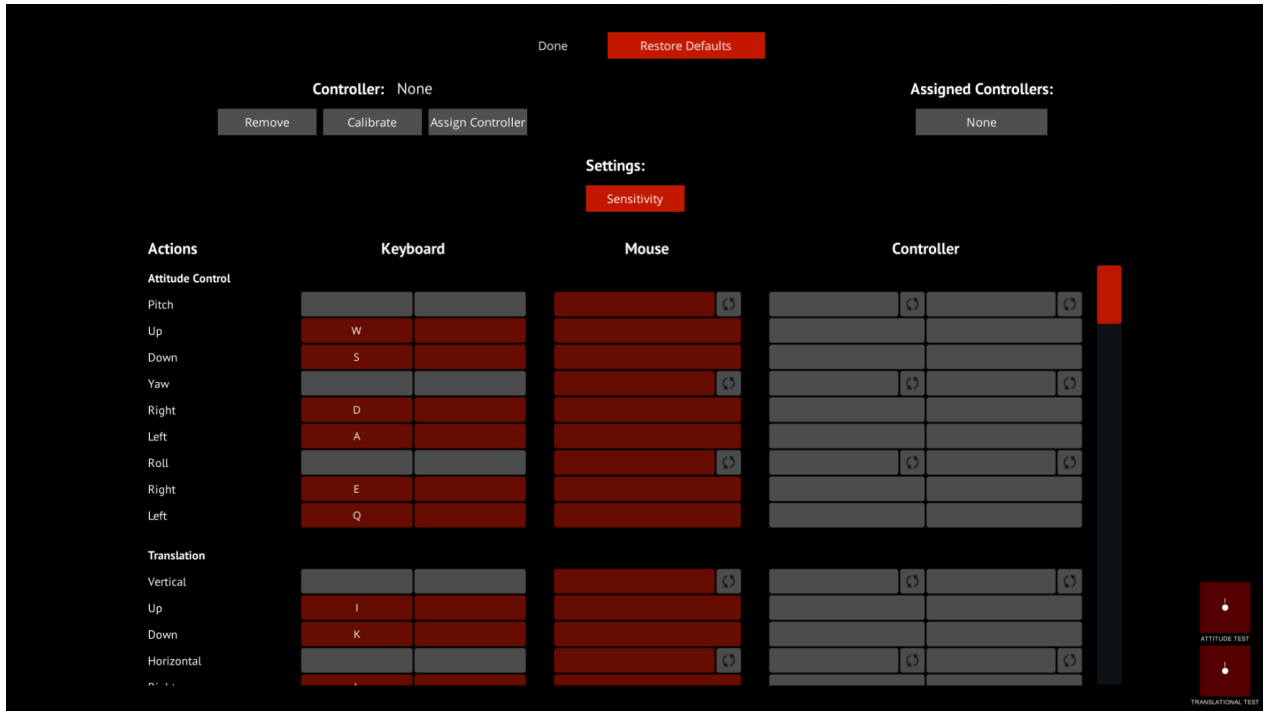 Done Restore Defaults
Controller: None
Assigned Controllers:
Remove Calibrate Assign Controller None
Settings:
Sensitivity
Actions Keyboard Mouse Controller
Attitude Control
Pitch
Up W
Down S
Yaw
Right D
Left A
Roll
Right E
Left Q
Translation
Vertical
Up I
Down K
Horizontal
ATTITUDE TEST
TRANSLATIONAL TEST